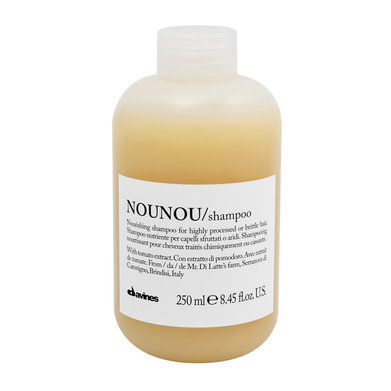 NOUNOU/shampoo
Nourishing shampoo for highly processed or brittle hair
Shampoo nutriente per capelli sfruttati o aridi. Shampooing
nourrissant pour cheveux traités chimiquement ou cassants.
With tomato extract. Con estratto di pomodoro. Avec extrait
de tomate. From / da / de Mr. Di Latte's farm, Serranova di
Carovigno, Brindisi, Italy
davines
250 ml e 8.45 fl.oz. U.S.